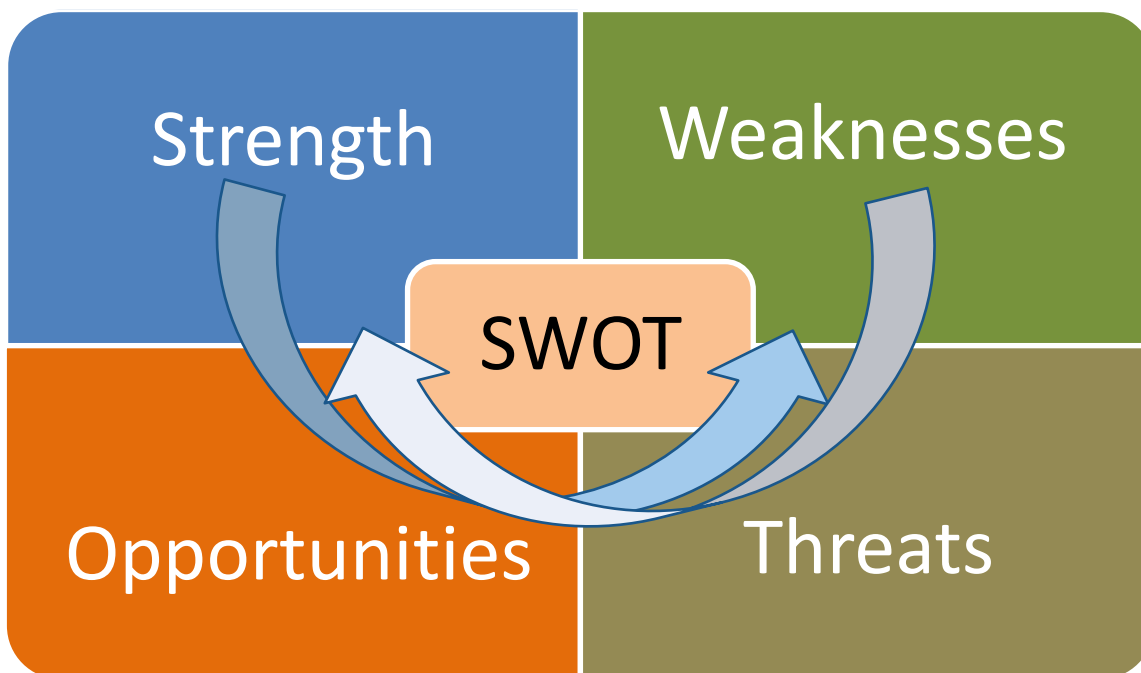 Strength
Weaknesses
SWOT
Opportunities
Threats